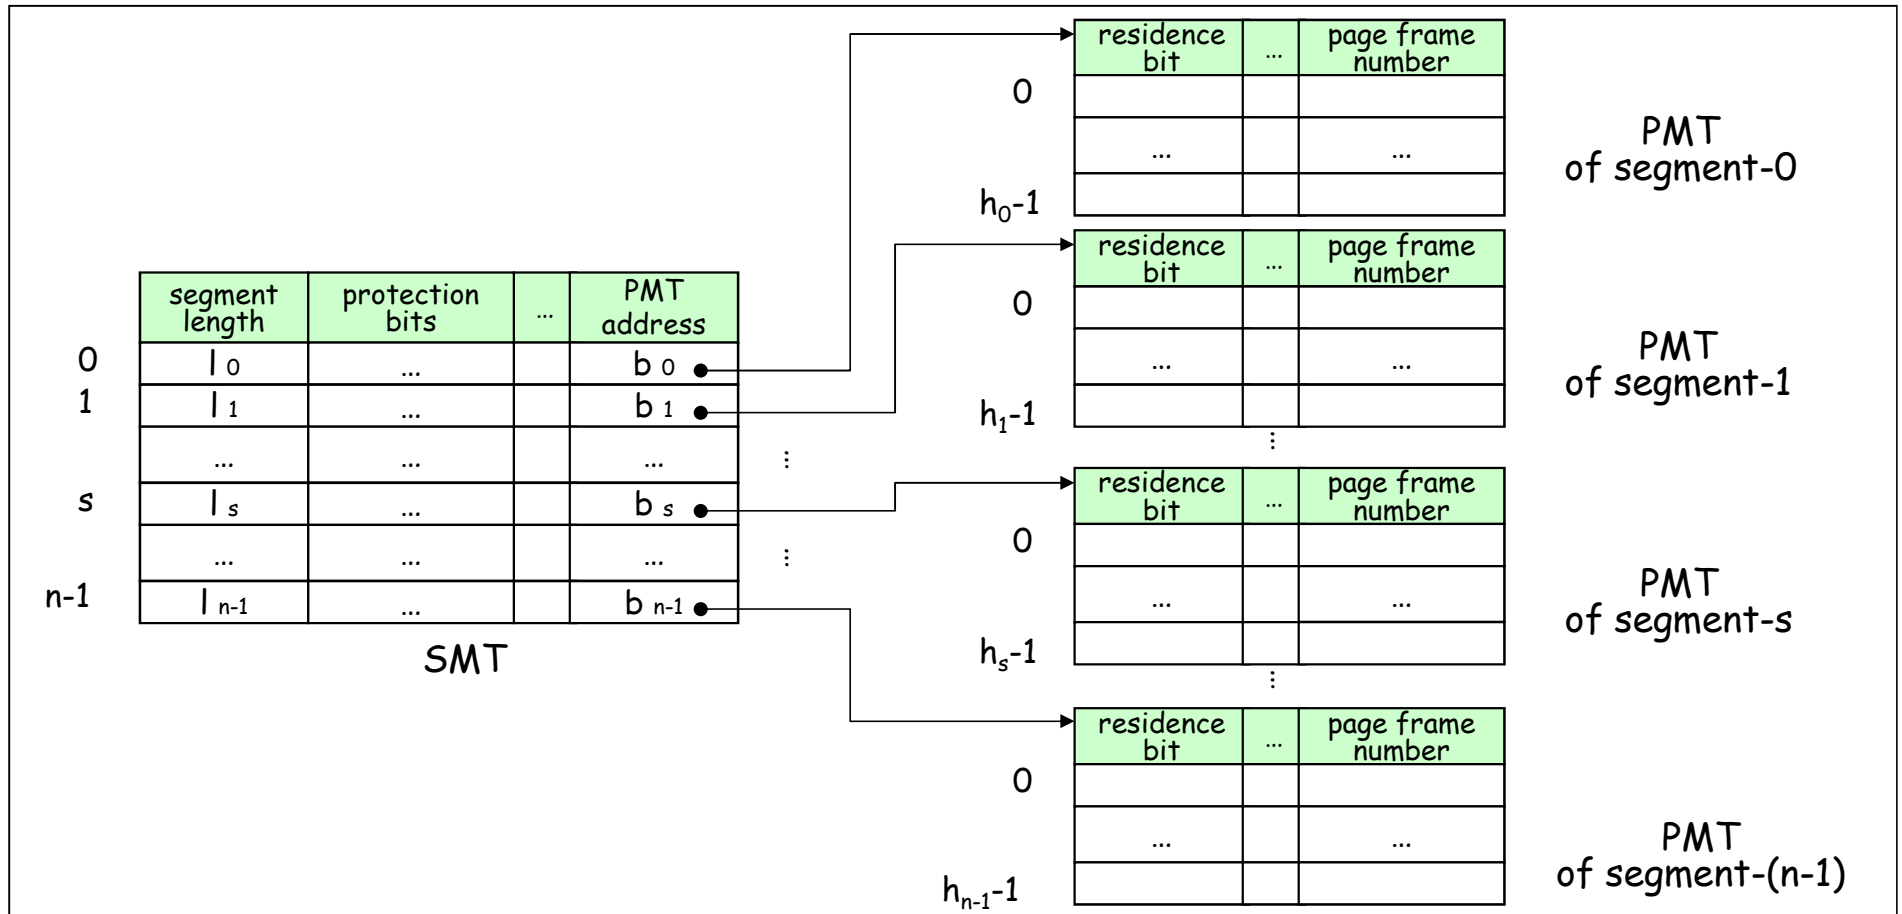 segment length protection bits ... PMT address
0 l 0 ... b 0
1 l 1 ... b 1
... ... ... ⋮
s l s ... b s
... ... ... ⋮
n-1 l n-1 ... b n-1
SMT
residence bit ... page frame number
0
... ...
h0-1
PMT
of segment-0
residence bit ... page frame number
0
... ...
h1-1
PMT
of segment-1
⋮
residence bit ... page frame number
0
... ...
hs-1
PMT
of segment-s
⋮
residence bit ... page frame number
0
... ...
hn-1-1
PMT
of segment-(n-1)